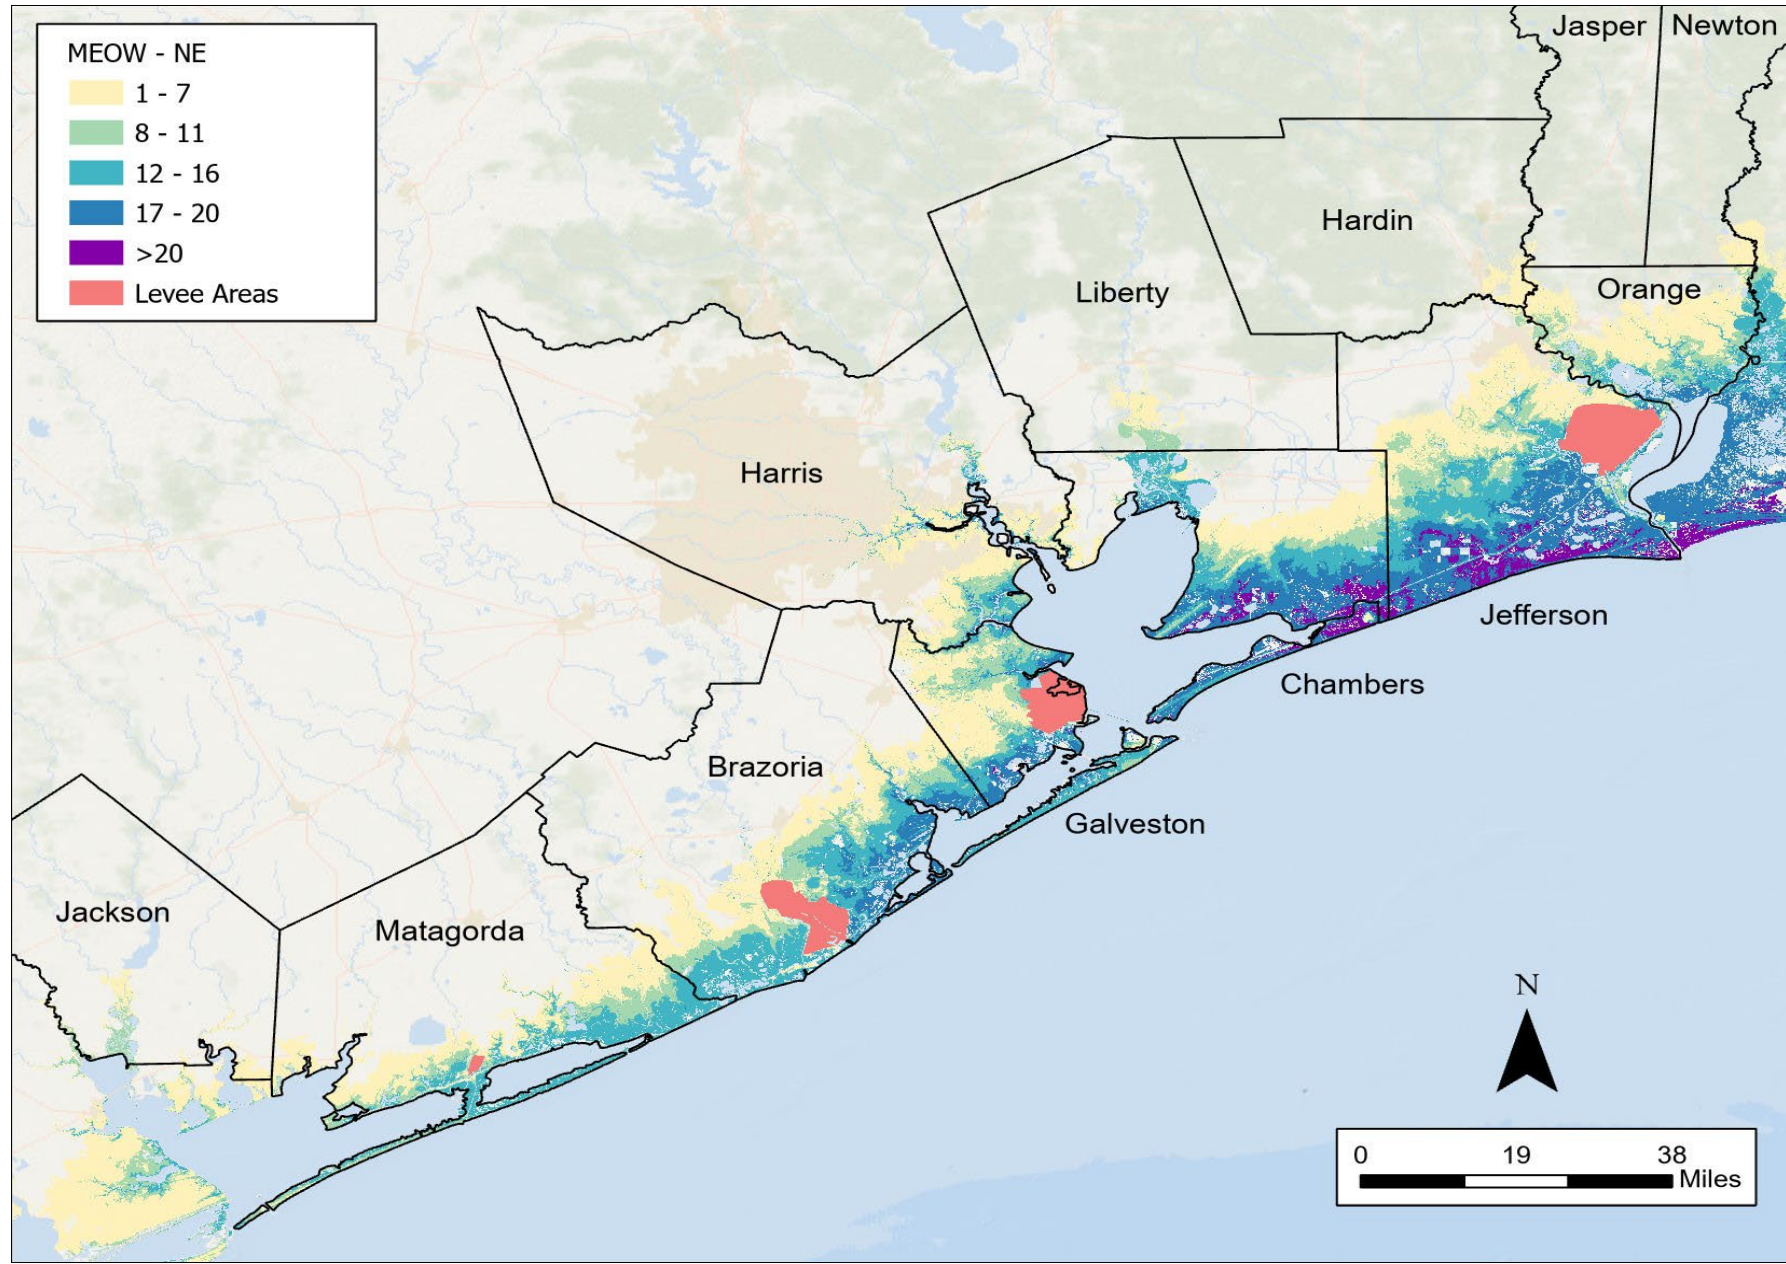 MEOW - NE
1 - 7
8 - 11
12 - 16
17 - 20
>20
Levee Areas
Jasper
Newton
Hardin
Orange
Liberty
Harris
Jefferson
Chambers
Brazoria
Galveston
Jackson
Matagorda
N
0 19 38
Miles